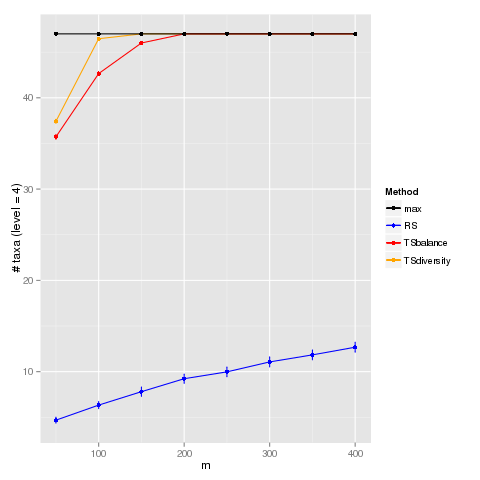 # taxa (level = 4)
40
30
20
10
100
200
300
400
m
Method
max
RS
TSbalance
TSdiversity